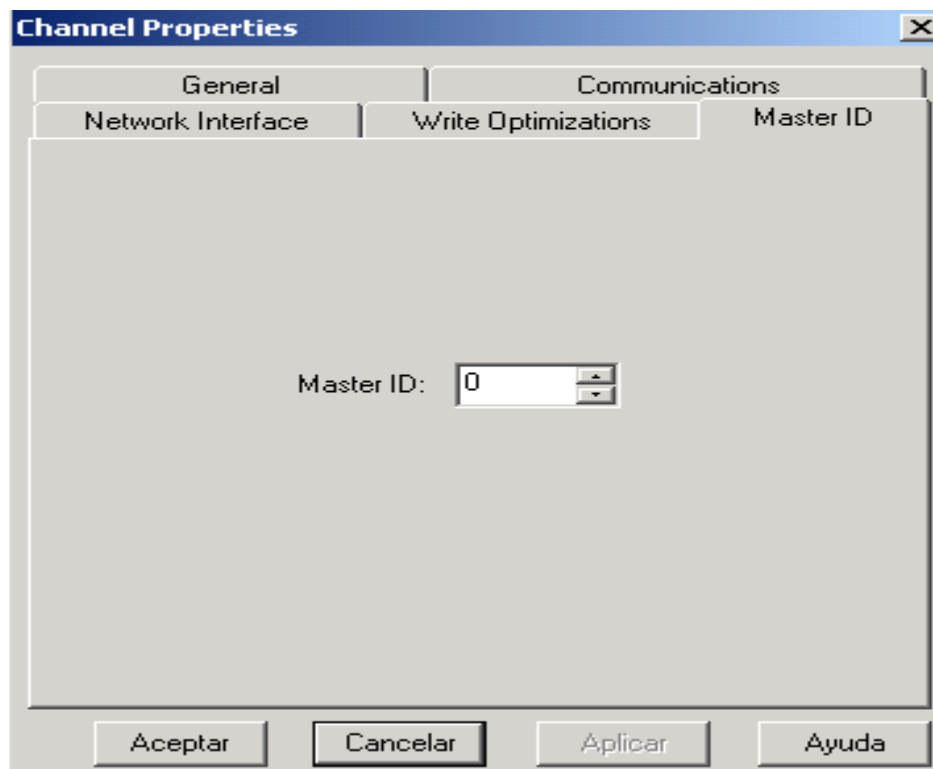 Channel Properties
General Communications
Network Interface Write Optimizations Master ID
Master ID: 0
Aceptar Cancelar Aplicar Ayuda